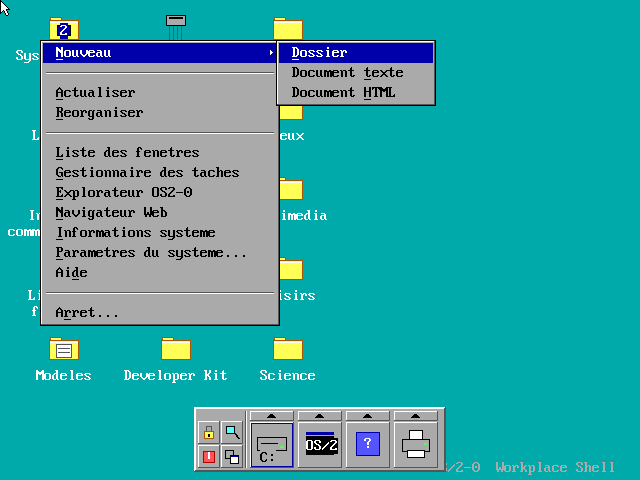 2
Sys
Nouveau
Dossier
Document texte
Document HTML
Actualiser
Reorganiser
L
eux
Liste des fenetres
Gestionnaire des taches
Explorateur OS2-0
Navigateur Web
In
imedia
comm
Informations systeme
Parametres du systeme...
Aide
Li
isirs
f
Arret...
Modeles
Developer Kit
Science
C:
OS/2
?
!
/2-0 Workplace Shell